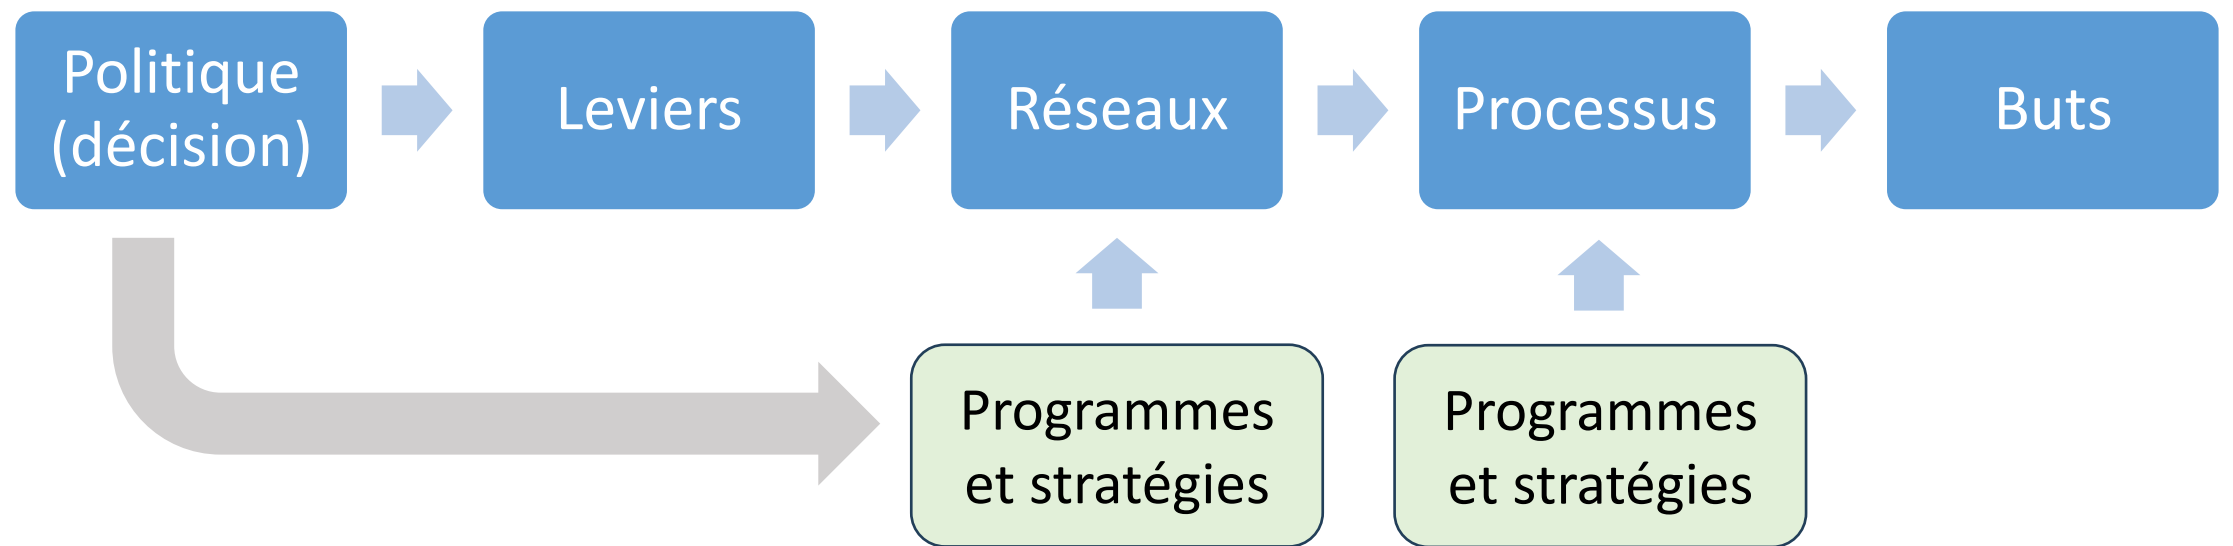 Politique
(décision)
Leviers
Réseaux
Processus
Buts
Programmes
et stratégies
Programmes
et stratégies